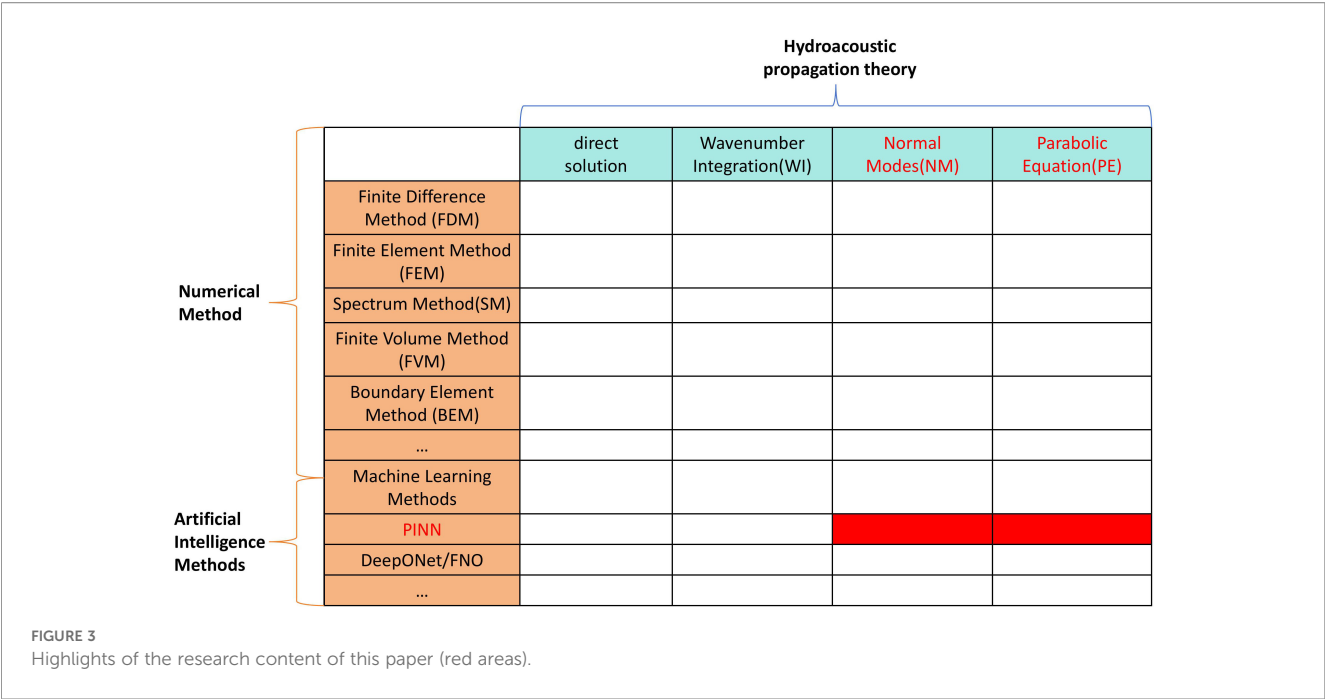 Hydroacoustic
propagation theory
direct
solution
Wavenumber
Integration(WI)
Normal
Modes(NM)
Parabolic
Equation(PE)
Finite Difference
Method (FDM)
Finite Element Method
(FEM)
Spectrum Method(SM)
Finite Volume Method
(FVM)
Boundary Element
Method (BEM)
...
Numerical
Method
Machine Learning
Methods
PINN
DeepONet/FNO
...
Artificial
Intelligence
Methods
FIGURE 3
Highlights of the research content of this paper (red areas).